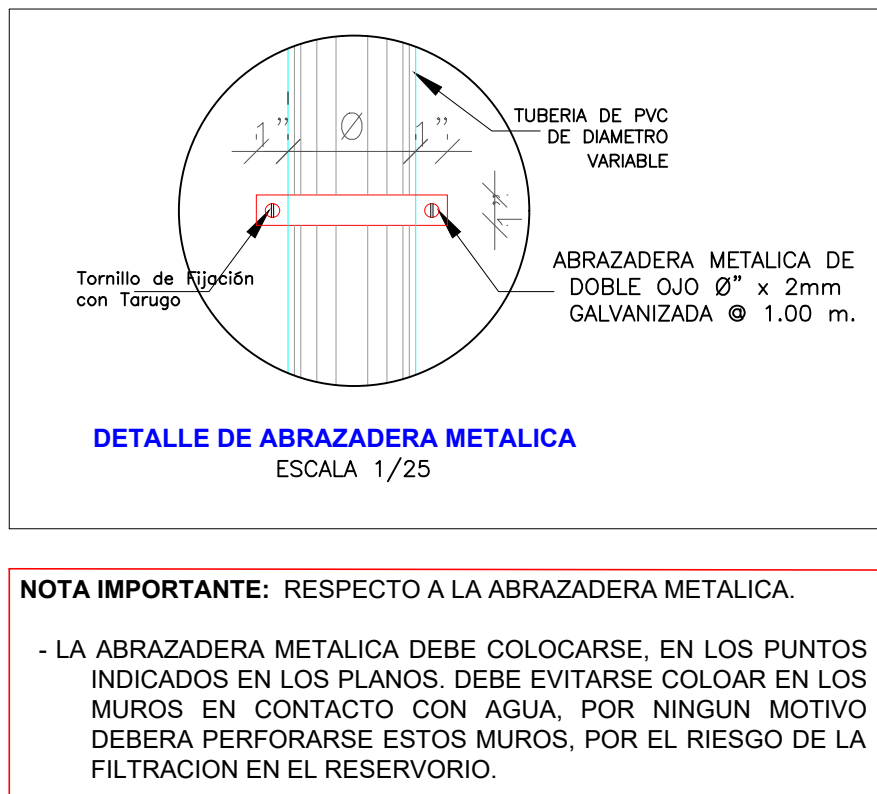 TUBERIA DE PVC
DE DIAMETRO
VARIABLE
1" Ø 1"
1"
Tornillo de Fijación
con Tarugo
ABRAZADERA METALICA DE
DOBLE OJO Ø" x 2mm
GALVANIZADA @ 1.00 m.
DETALLE DE ABRAZADERA METALICA
ESCALA 1/25
NOTA IMPORTANTE: RESPECTO A LA ABRAZADERA METALICA.
- LA ABRAZADERA METALICA DEBE COLOCARSE, EN LOS PUNTOS
INDICADOS EN LOS PLANOS. DEBE EVITARSE COLOAR EN LOS
MUROS EN CONTACTO CON AGUA, POR NINGUN MOTIVO
DEBERA PERFORARSE ESTOS MUROS, POR EL RIESGO DE LA
FILTRACION EN EL RESERVORIO.